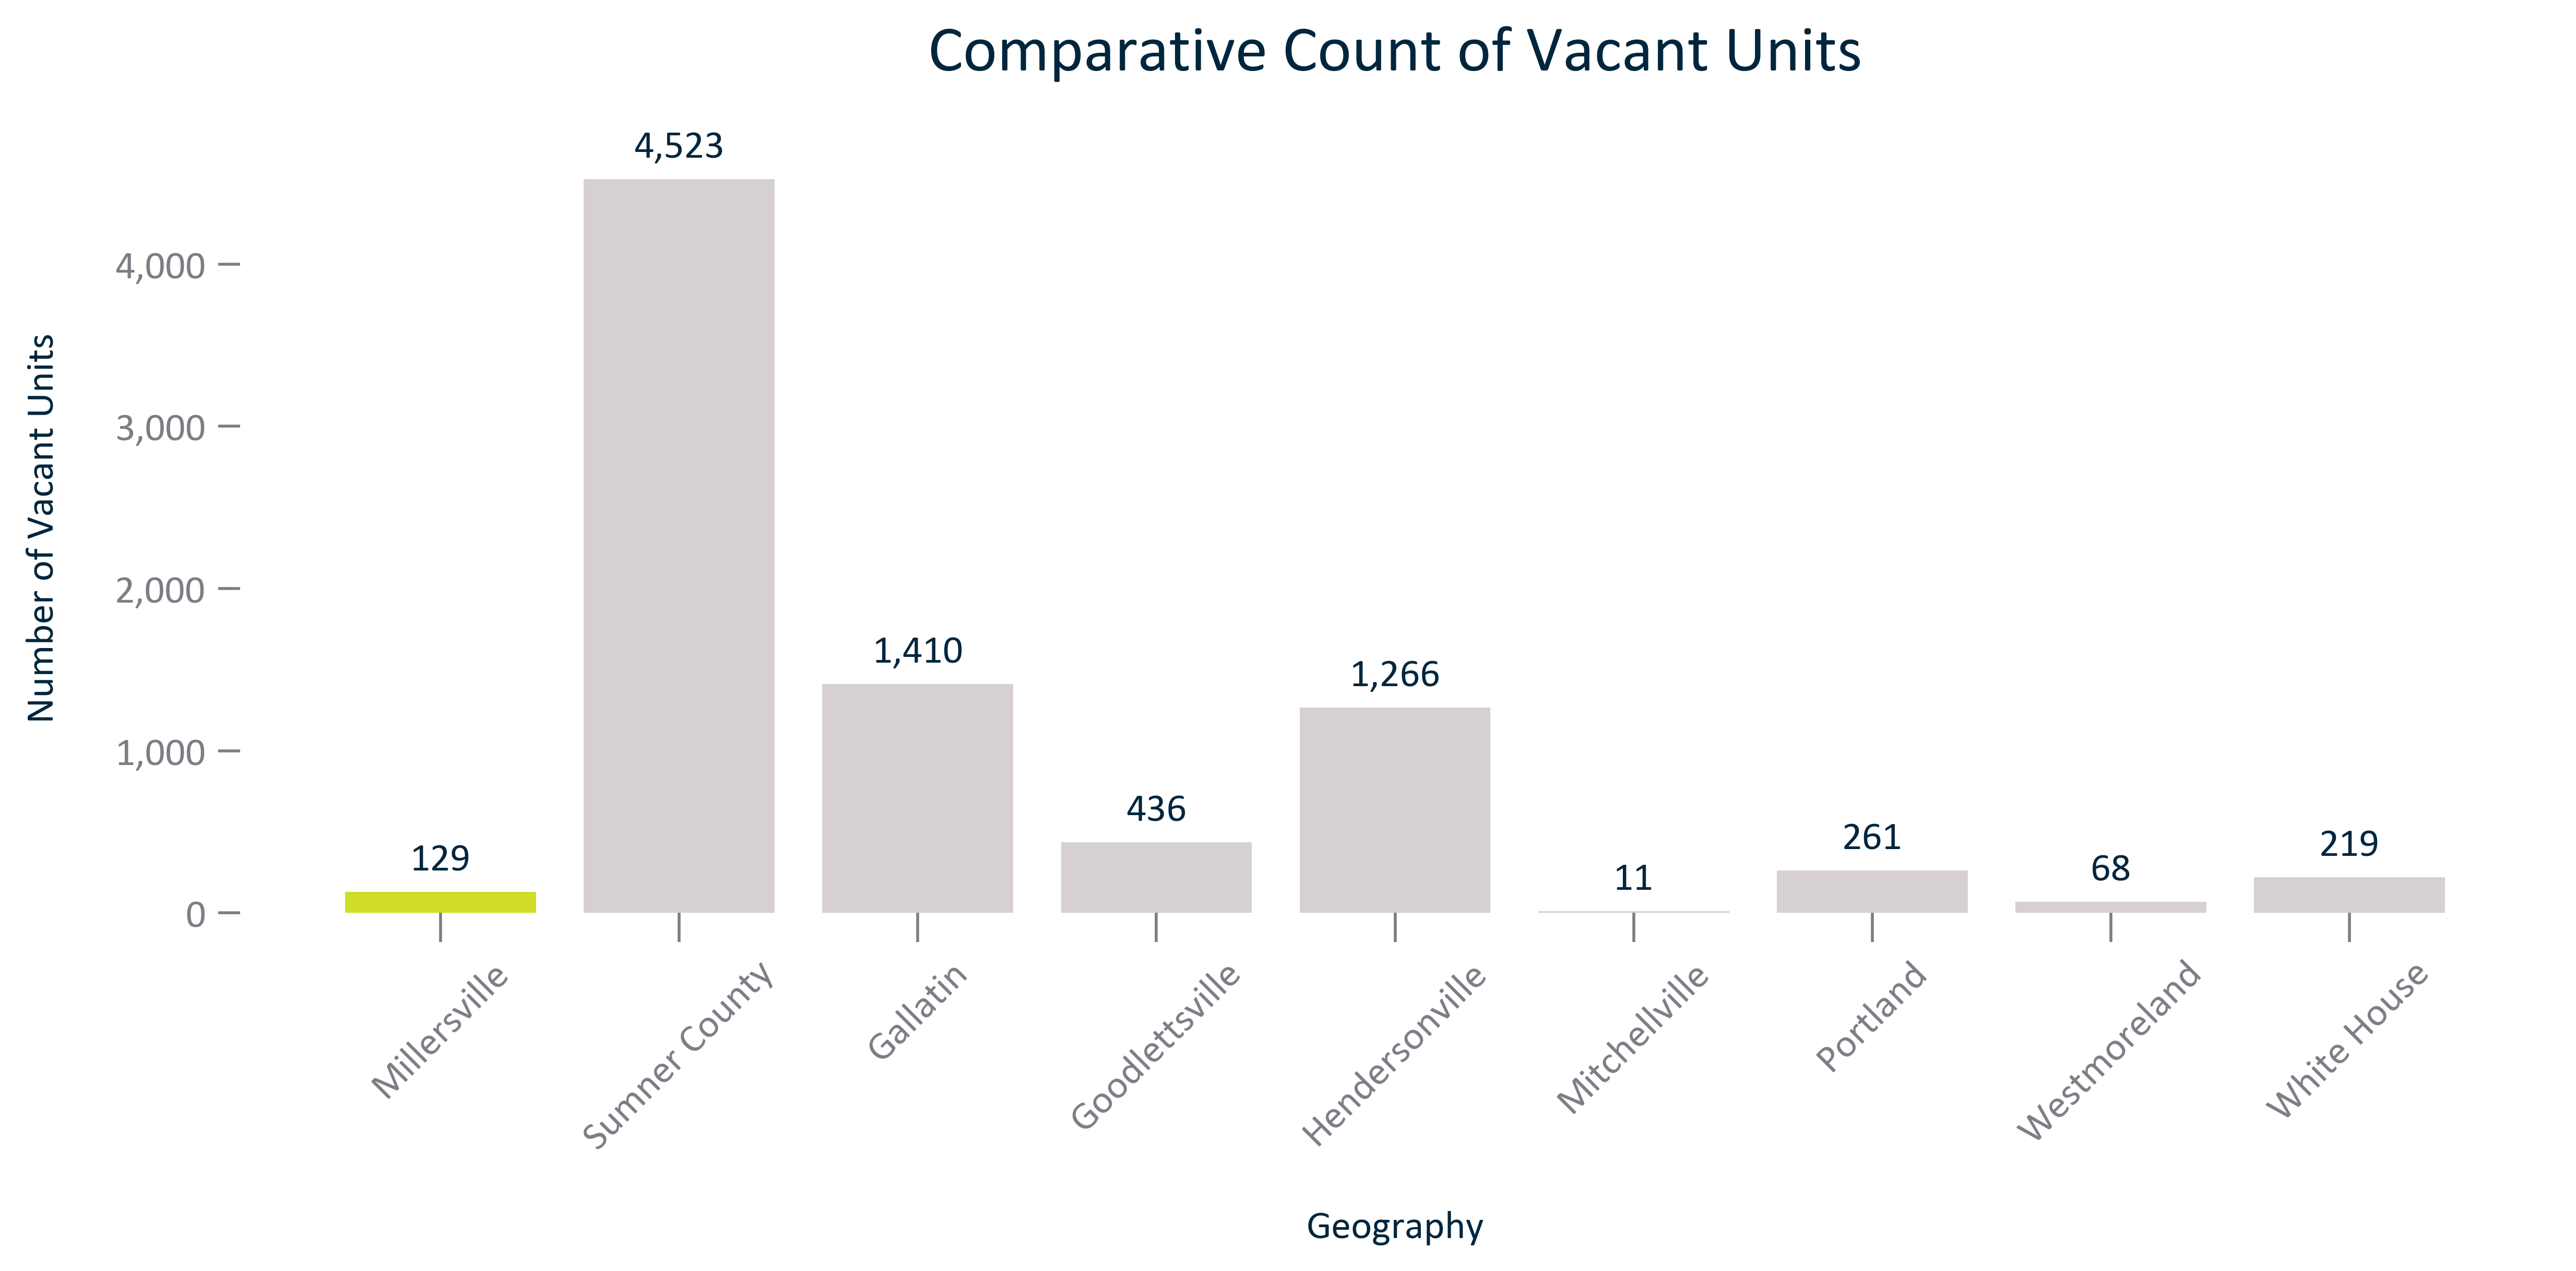 Comparative Count of Vacant Units
Number of Vacant Units
4,000
3,000
2,000
1,000
0
129
4,523
1,410
436
1,266
11
261
68
219
Millersville
Sumner County
Gallatin
Goodlettsville
Hendersonville
Mitchellville
Portland
Westmoreland
White House
Geography